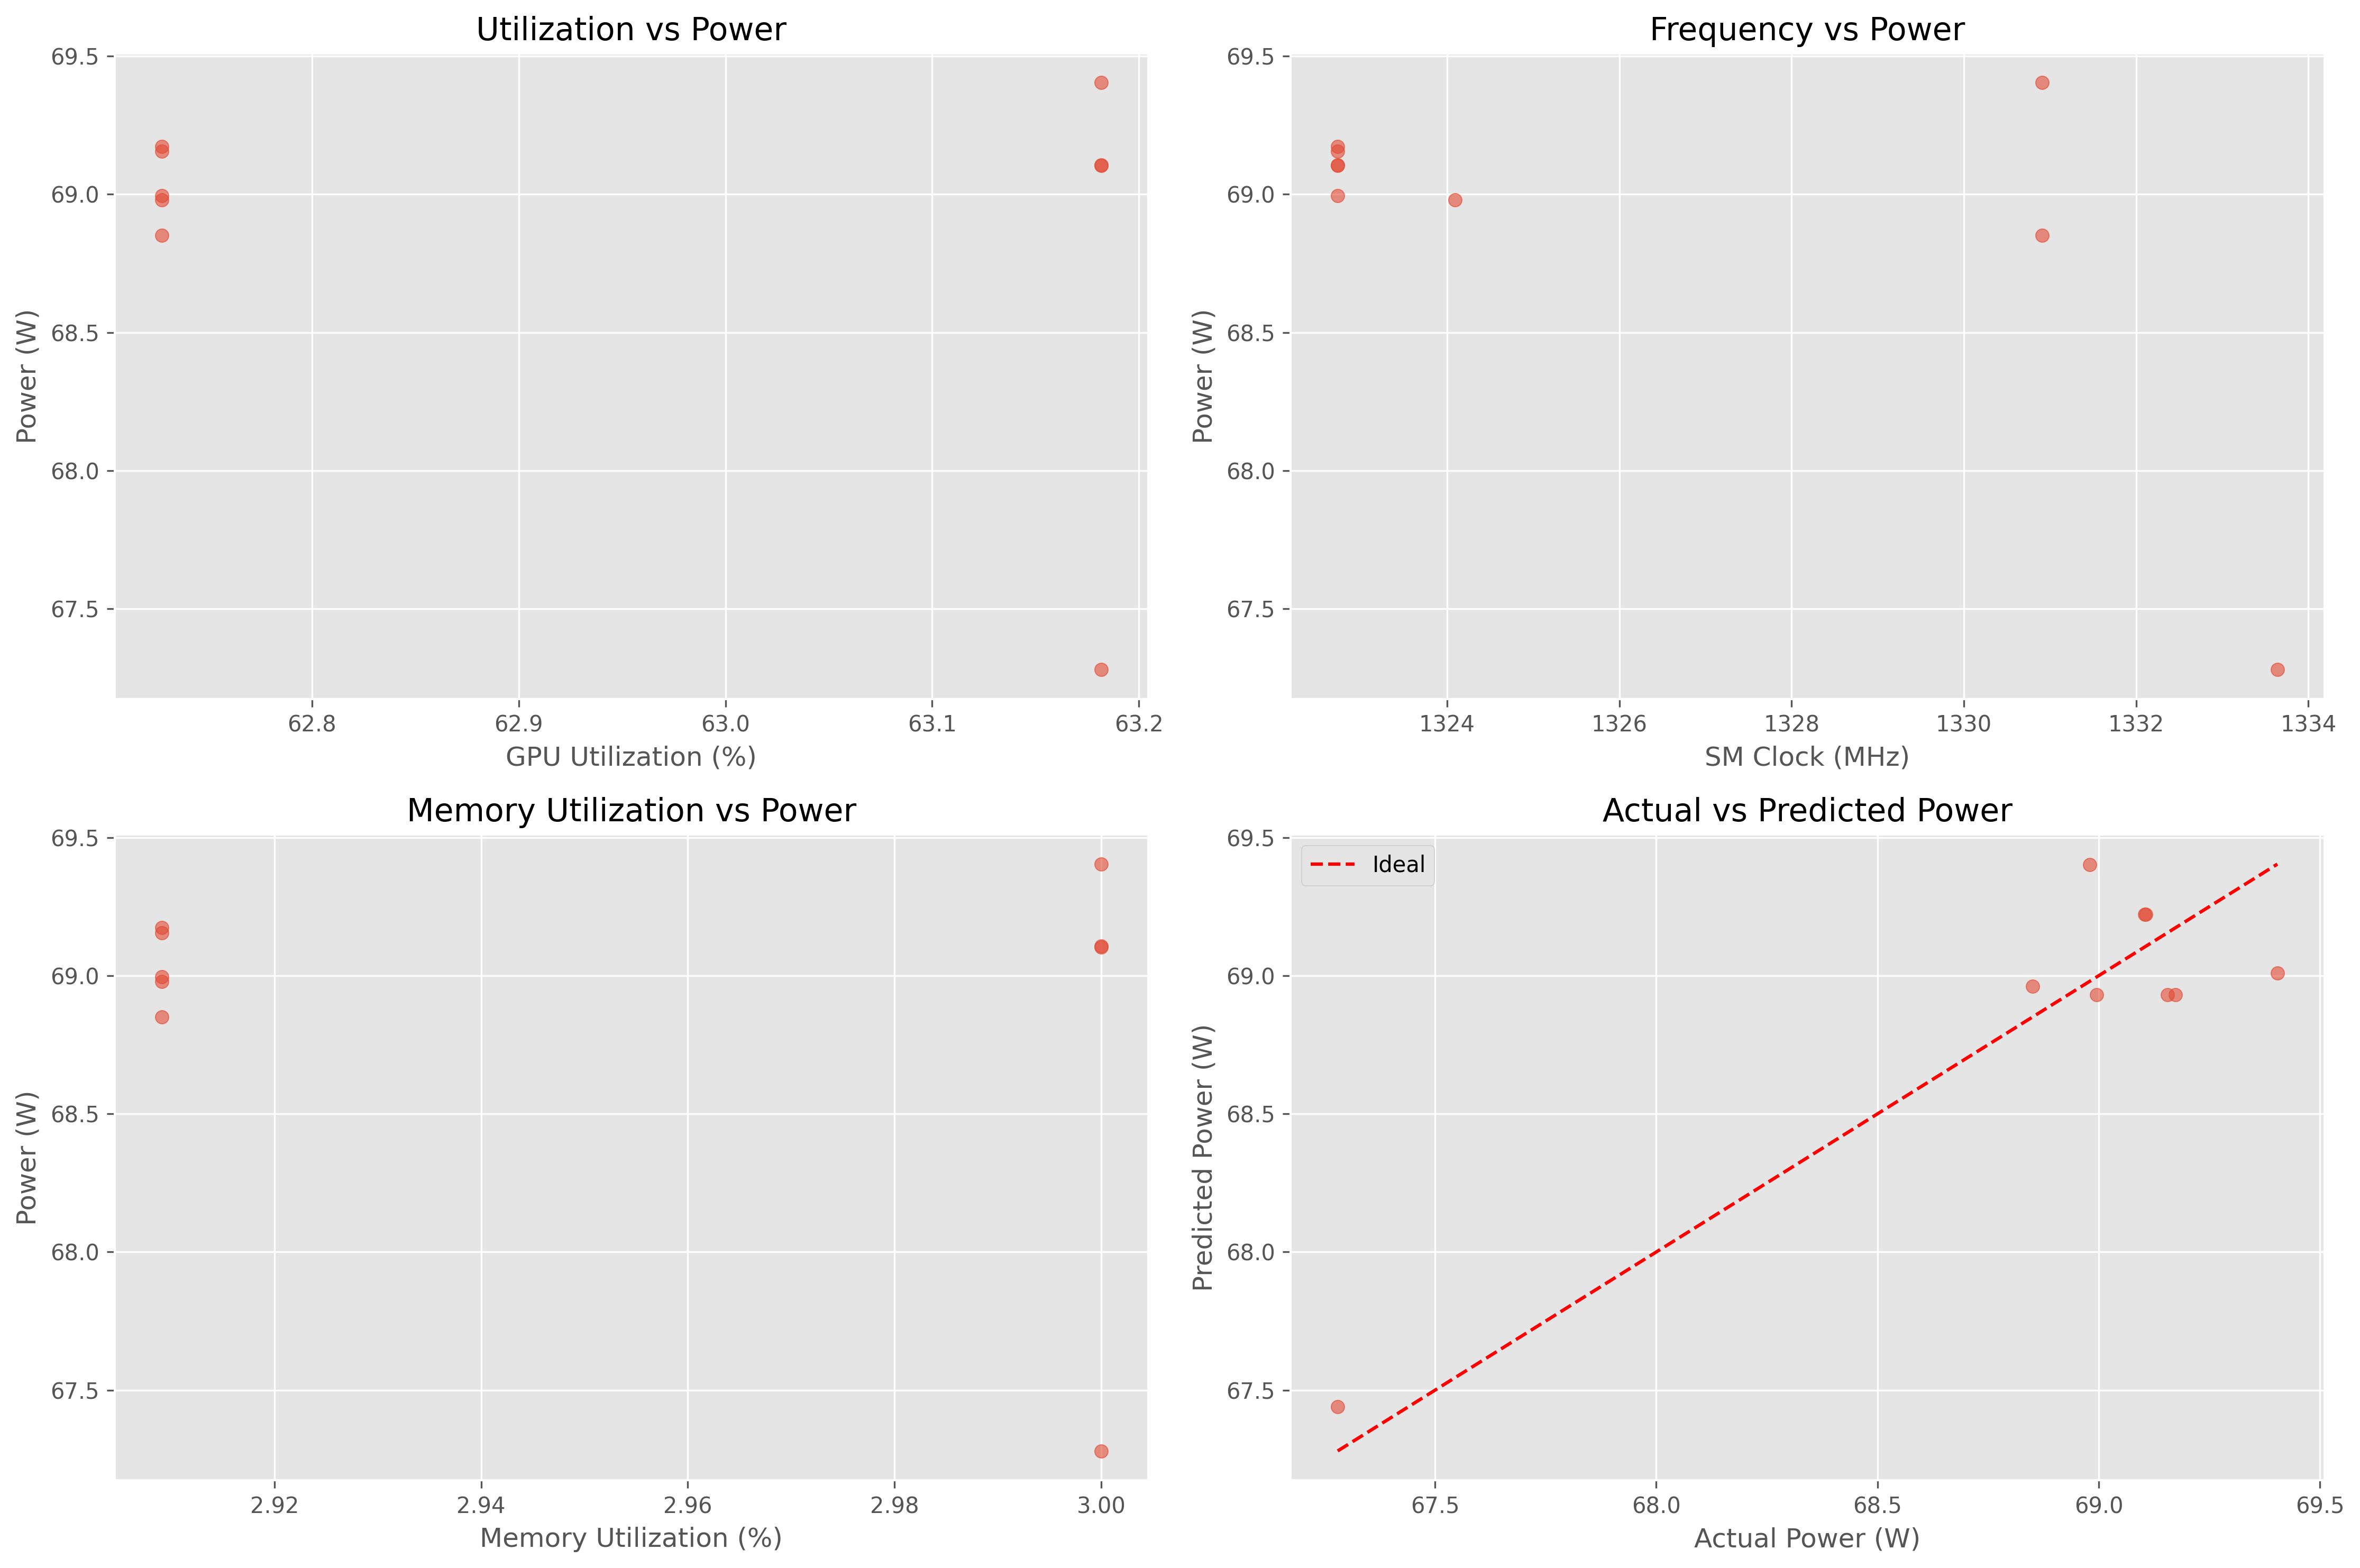 Utilization vs Power
69.5
69.0
68.5
68.0
67.5
Power (W)
62.8 62.9 63.0 63.1 63.2
GPU Utilization (%)
Frequency vs Power
69.5
69.0
68.5
68.0
67.5
Power (W)
1324 1326 1328 1330 1332 1334
SM Clock (MHz)
Memory Utilization vs Power
69.5
69.0
68.5
68.0
67.5
Power (W)
2.92 2.94 2.96 2.98 3.00
Memory Utilization (%)
Actual vs Predicted Power
Ideal
69.5
69.0
68.5
68.0
67.5
Predicted Power (W)
67.5 68.0 68.5 69.0 69.5
Actual Power (W)